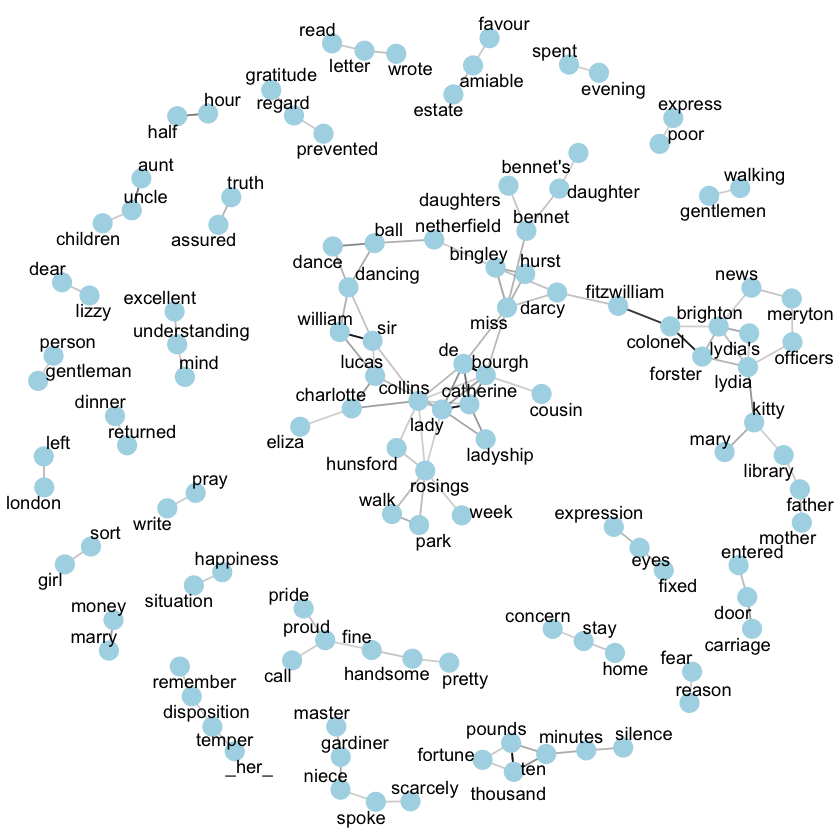 favour
read
letter
wrote
spent
amiable
evening
gratitude
estate
regard
hour
express
half
poor
prevented
aunt
bennet's
walking
truth
uncle
daughters
daughter
gentlemen
ball
netherfield
bennet
children
assured
bingley
hurst
dance
dear
dancing
news
fitzwilliam
lizzy
excellent
meryton
darcy
brighton
william
miss
understanding
sir
colonel
person
de
lydia's
officers
mind
lucas
bourgh
gentleman
forster
lydia
charlotte
collins
catherine
dinner
cousin
kitty
lady
returned
eliza
mary
left
ladyship
hunsford
library
pray
rosings
london
father
walk
week
expression
write
mother
sort
park
entered
happiness
eyes
girl
fixed
pride
situation
money
door
concern
proud
fine
stay
marry
carriage
fear
home
call
handsome
remember
pretty
reason
disposition
master
pounds
minutes
silence
temper
gardiner
fortune
_her_
niece
ten
scarcely
thousand
spoke